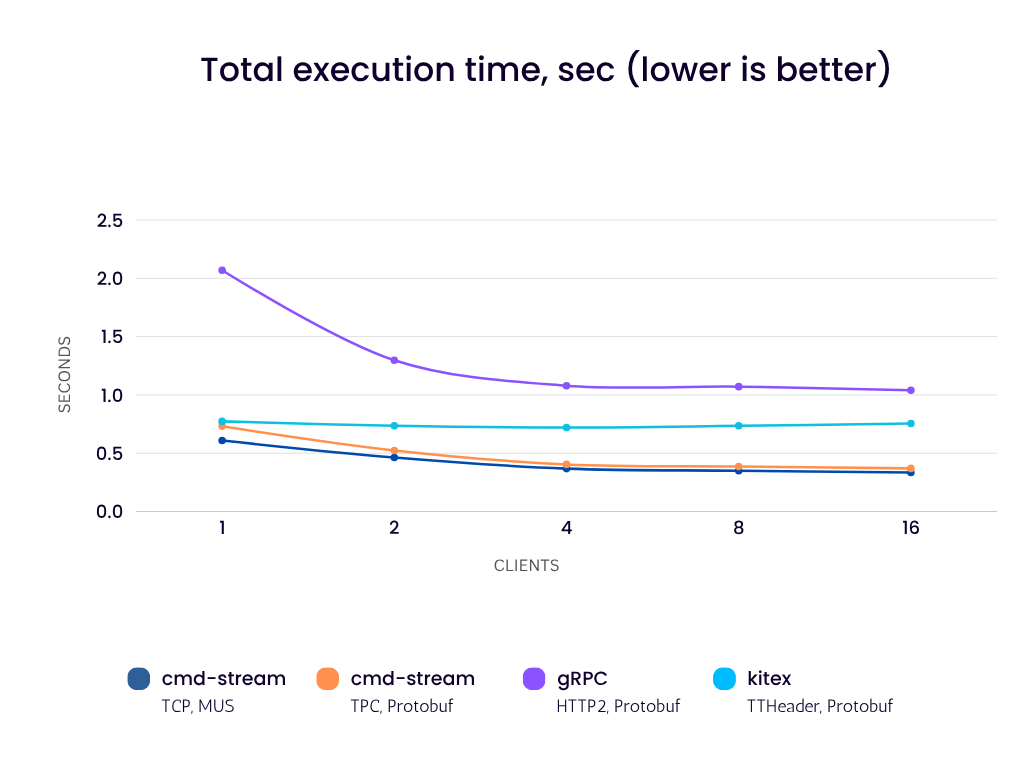 Total execution time, sec (lower is better)
2.5
2.0
1.5
1.0
0.5
0.0
SECONDS
1 2 4 8 16
CLIENTS
cmd-stream cmd-stream gRPC kitex
TCP, MUS TPC, Protobuf HTTP2, Protobuf TTHeader, Protobuf